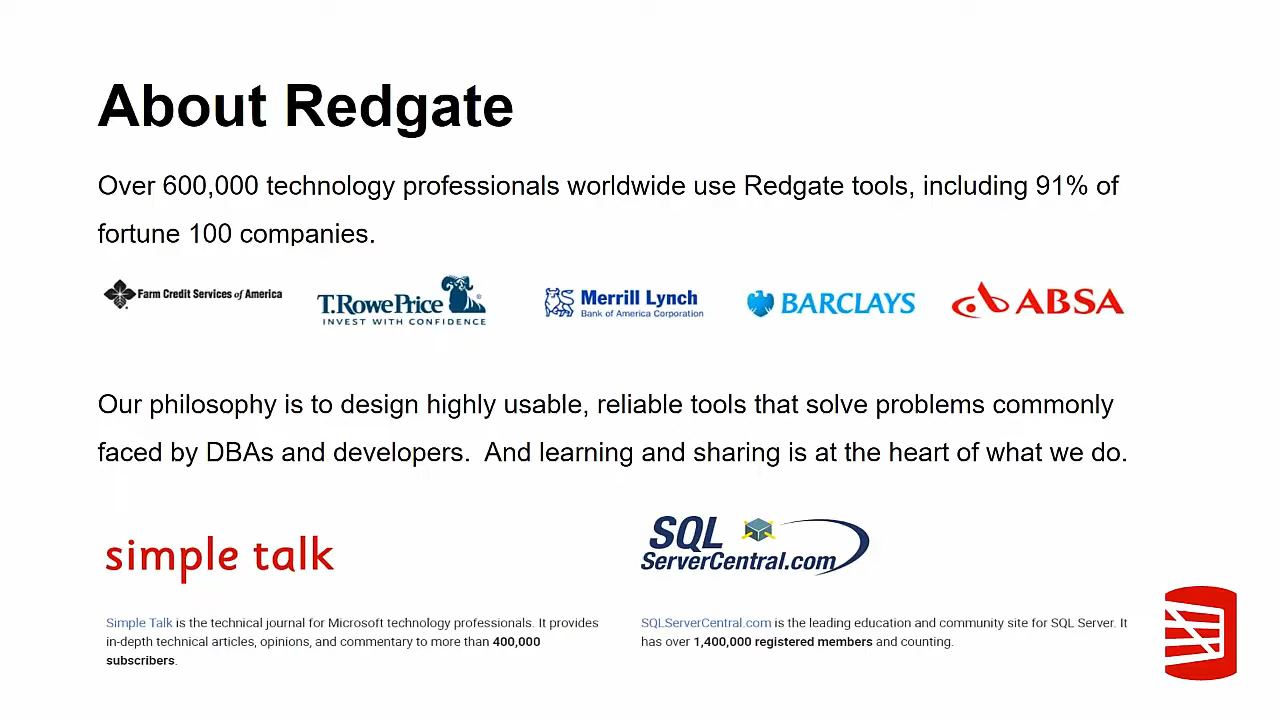 About Redgate
Over 600,000 technology professionals worldwide use Redgate tools, including 91% of
fortune 100 companies.
Farm Credit Services of America
T.RowePrice ®
INVEST WITH CONFIDENCE
Merrill Lynch
Bank of America Corporation
BARCLAYS
ABSA
Our philosophy is to design highly usable, reliable tools that solve problems commonly
faced by DBAs and developers.  And learning and sharing is at the heart of what we do.
simple talk
SQL
ServerCentral.com
Simple Talk is the technical journal for Microsoft technology professionals. It provides
in-depth technical articles, opinions, and commentary to more than 400,000
subscribers.
SQLServerCentral.com is the leading education and community site for SQL Server. It
has over 1,400,000 registered members and counting.